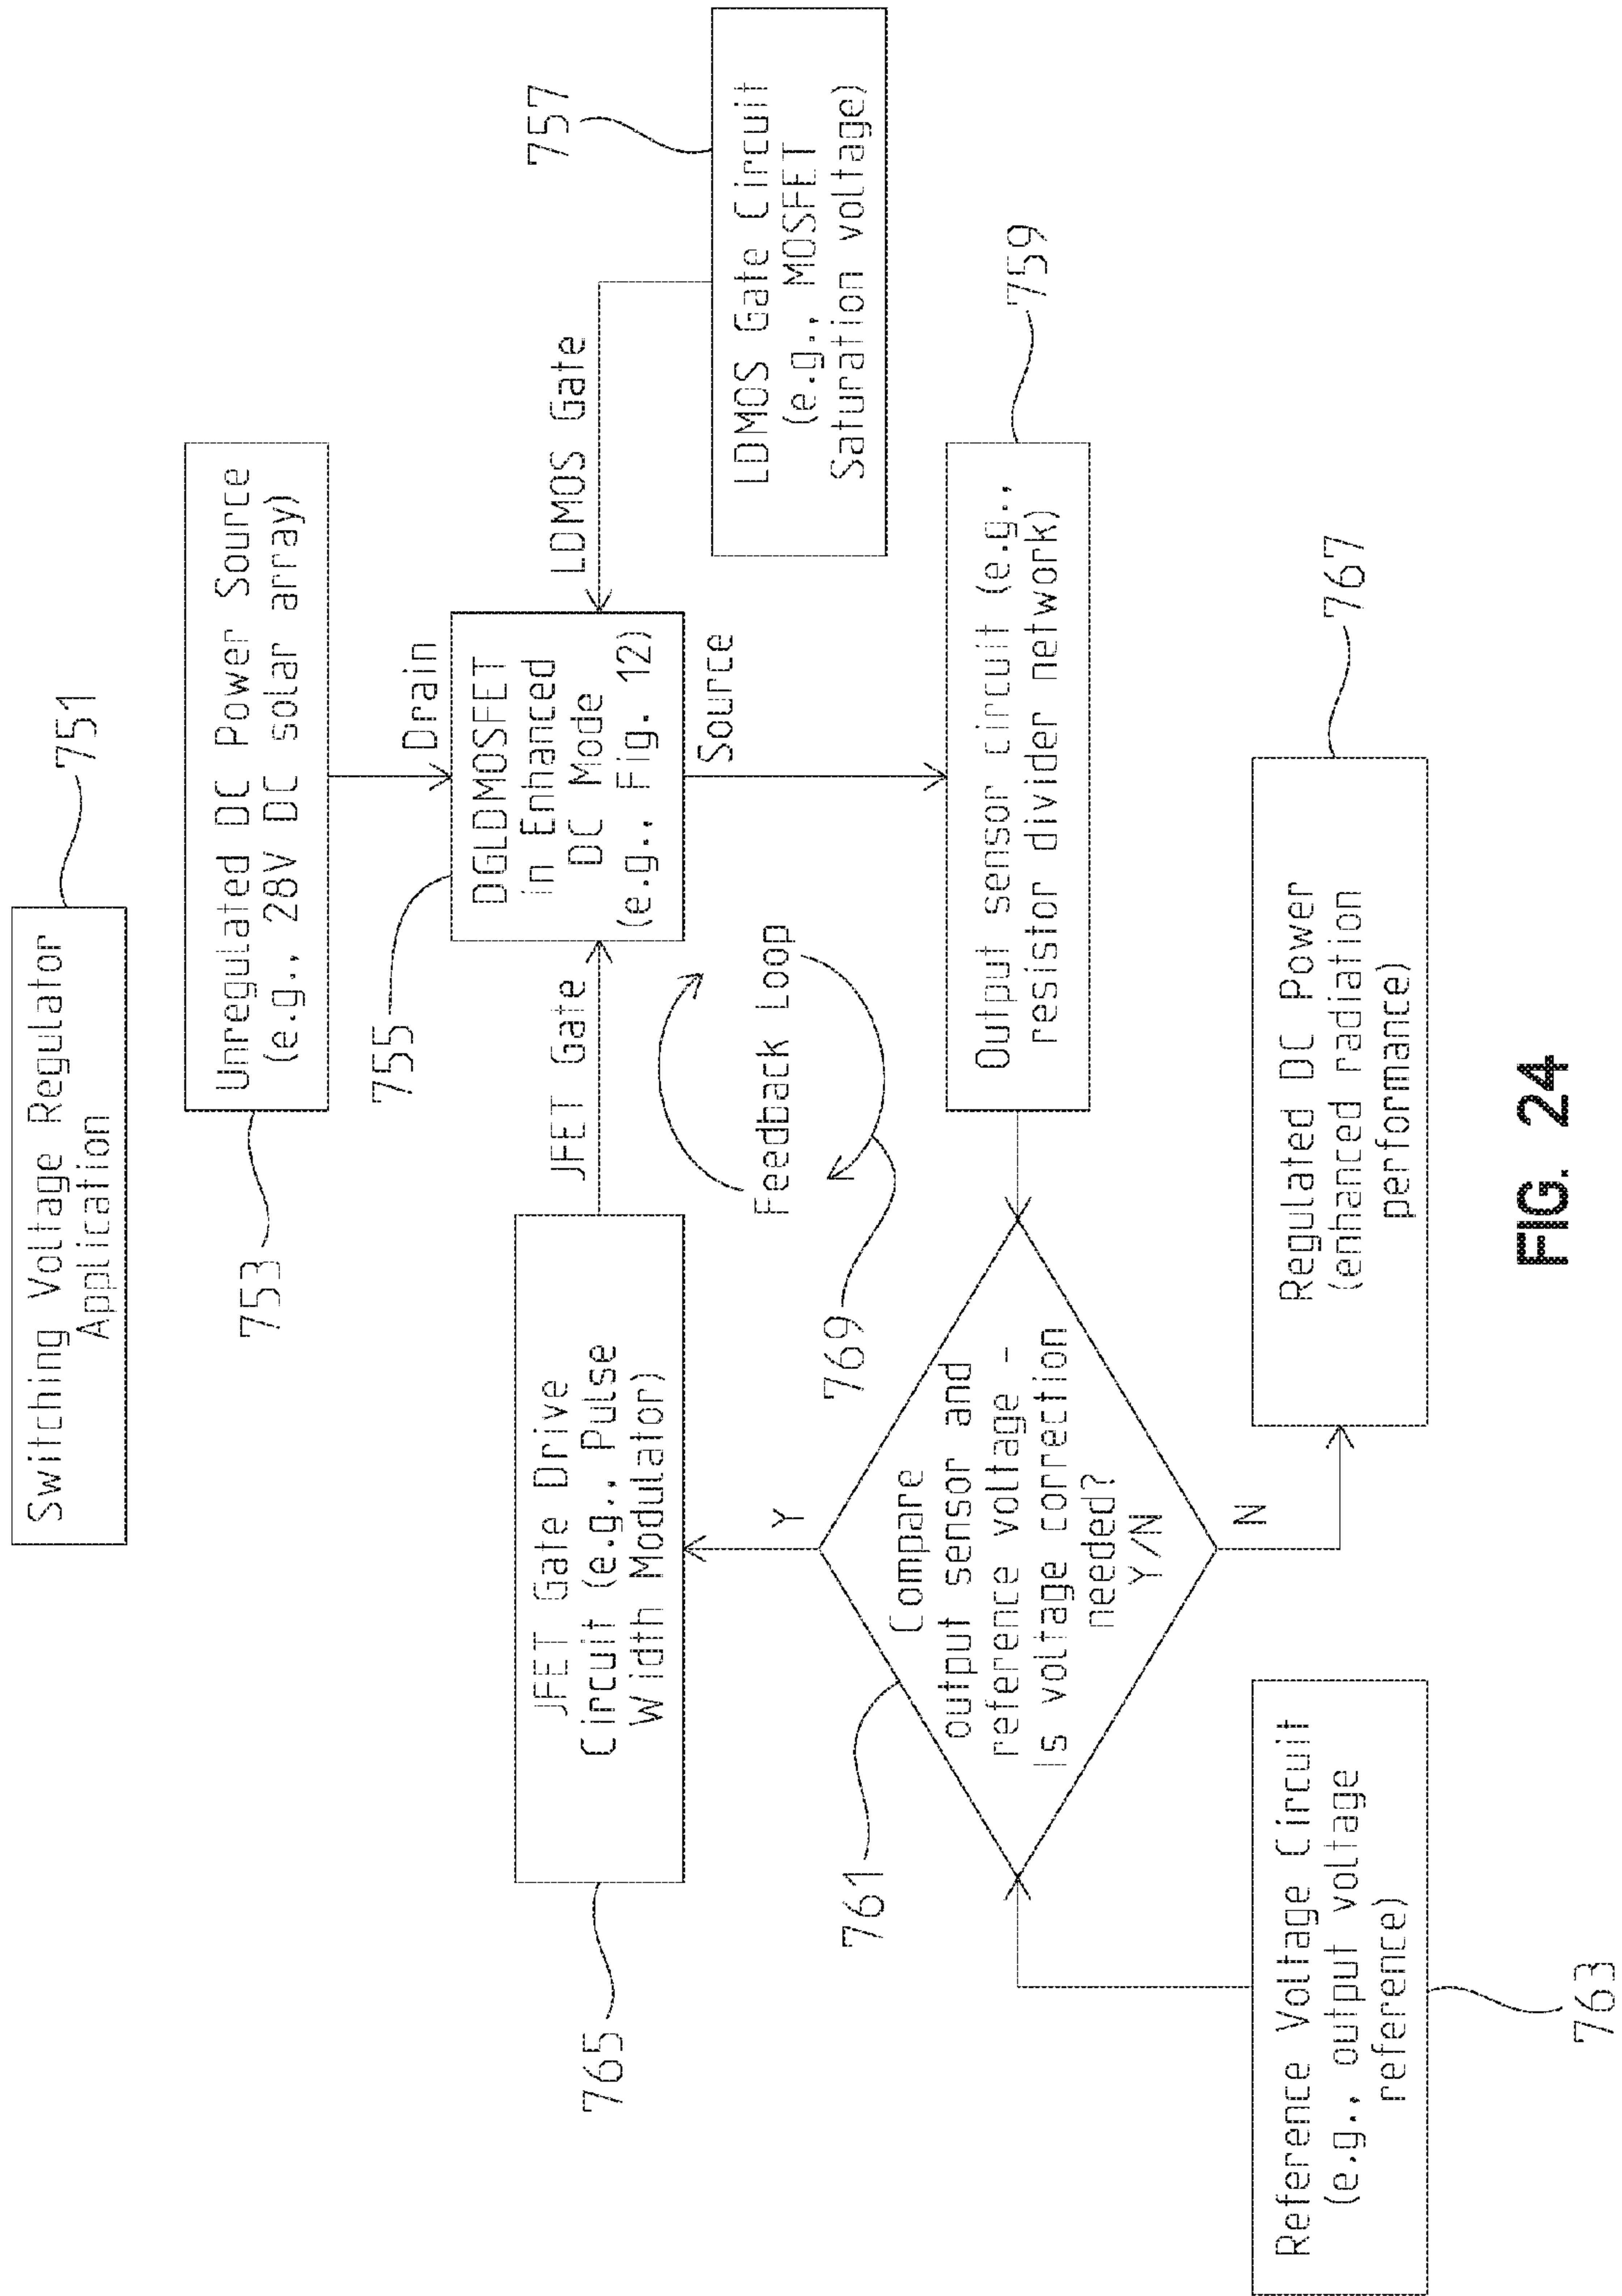 Switching Voltage Regulator
Application
751
Unregulated DC Power Source
(e.g., 28V DC solar array)
753
Drain
755
DGLDMOSFET
in Enhanced
DC Mode
(e.g., Fig. 12)
JFET Gate
LDMOS Gate
Source
757
LDMOS Gate Circuit
(e.g., MOSFET
Saturation voltage)
JFET Gate Drive
Circuit (e.g., Pulse
Width Modulator)
765
Feedback Loop
769
759
Output sensor circuit (e.g.,
resistor divider network)
Y
761
Compare
output sensor and
reference voltage -
is voltage correction
needed?
Y/N
N
Reference Voltage Circuit
(e.g., output voltage
reference)
763
767
Regulated DC Power
(enhanced radiation
performance)
FIG. 24